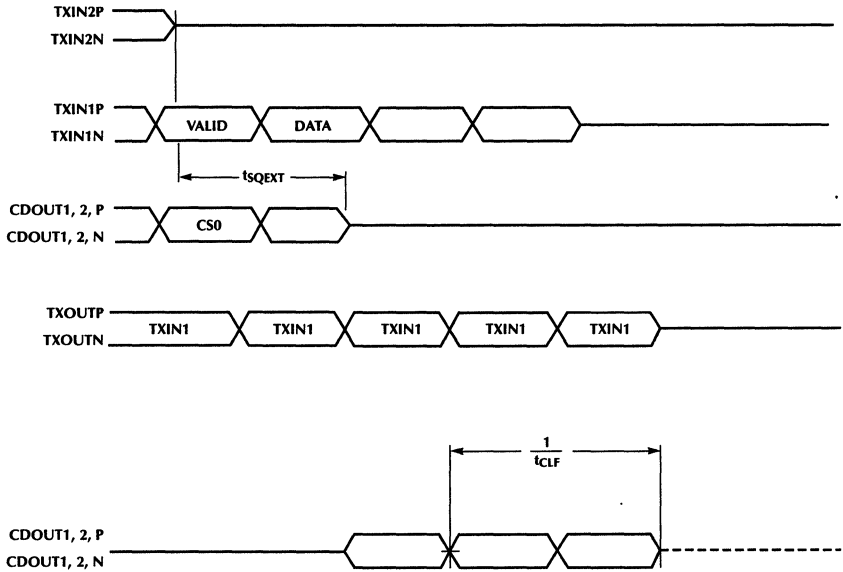 TXIN2P
TXIN2N
TXIN1P
TXIN1N
VALID DATA
tSQEXT
CDOUT1, 2, P
CDOUT1, 2, N
CS0
TXOUTP
TXOUTN
TXIN1 TXIN1 TXIN1 TXIN1 TXIN1
1
tCLF
CDOUT1, 2, P
CDOUT1, 2, N